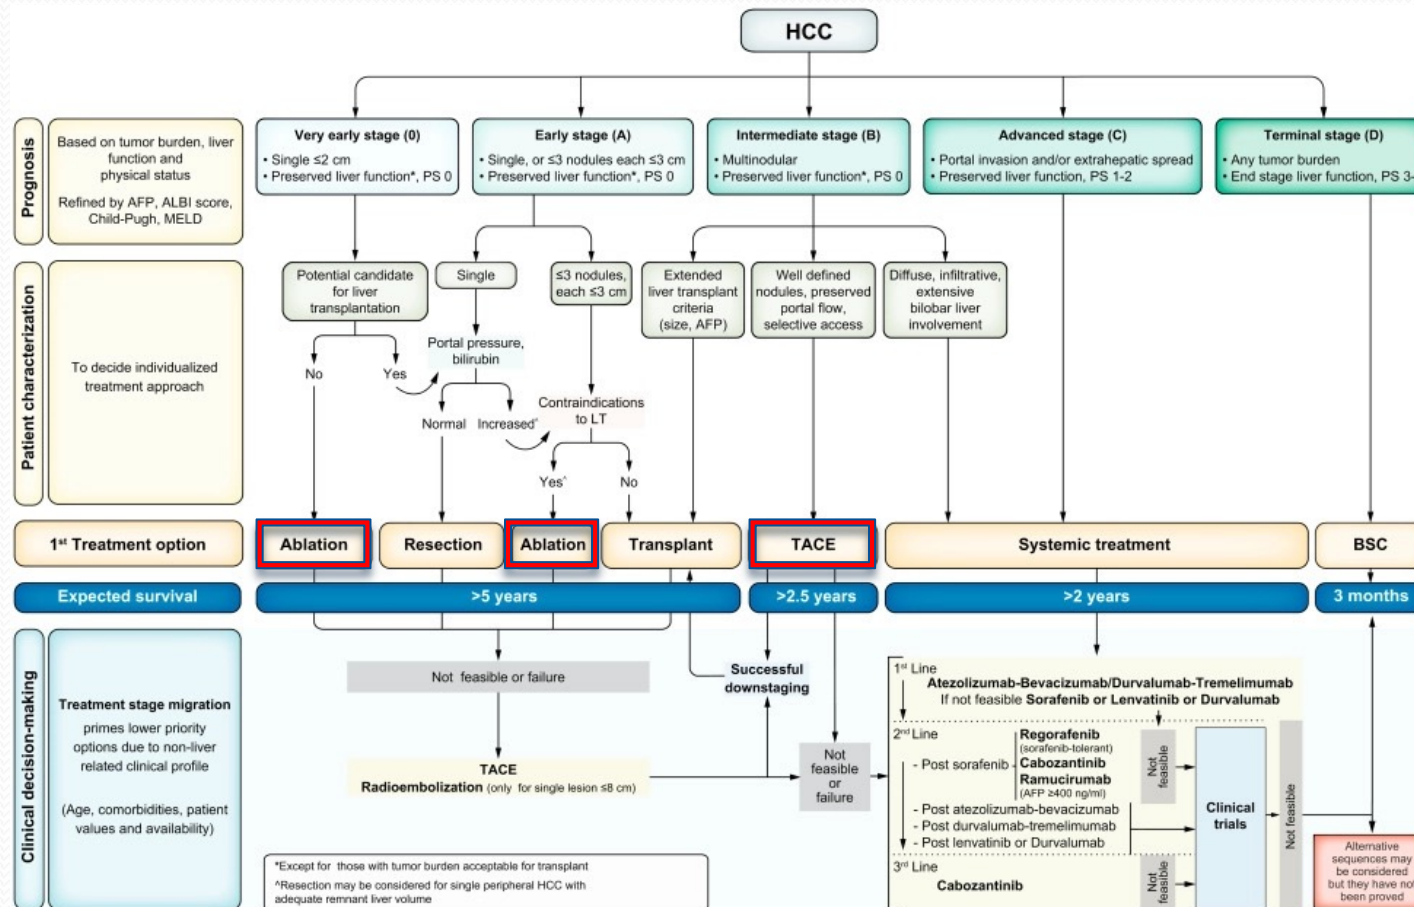 HCC
Prognosis
Based on tumor burden, liver
function and
physical status
Refined by AFP, ALBI score,
Child-Pugh, MELD
Very early stage (0)
• Single ≤2 cm
• Preserved liver function*, PS 0
Early stage (A)
• Single, or ≤3 nodules each ≤3 cm
• Preserved liver function*, PS 0
Intermediate stage (B)
• Multinodular
• Preserved liver function*, PS 0
Advanced stage (C)
• Portal invasion and/or extrahepatic spread
• Preserved liver function, PS 1-2
Terminal stage (D)
• Any tumor burden
• End stage liver function, PS 3-
Patient characterization
To decide individualized
treatment approach
Potential candidate
for liver
transplantation
Single
≤3 nodules,
each ≤3 cm
Extended
liver transplant
criteria
(size, AFP)
Well defined
nodules, preserved
portal flow,
selective access
Diffuse, infiltrative,
extensive
bilobar liver
involvement
No
Yes
Portal pressure,
bilirubin
Normal
Increased^
Contraindications
to LT
Yes^
No
1st Treatment option
Ablation
Resection
Ablation
Transplant
TACE
Systemic treatment
BSC
Expected survival
>5 years
>2.5 years
>2 years
3 months
Clinical decision-making
Treatment stage migration
primes lower priority
options due to non-liver
related clinical profile
(Age, comorbidities, patient
values and availability)
Not feasible or failure
TACE
Radioembolization (only for single lesion ≤8 cm)
Successful
downstaging
Not
feasible
or
failure
1st Line
Atezolizumab-Bevacizumab/Durvalumab-Tremelimumab
If not feasible Sorafenib or Lenvatinib or Durvalumab
2nd Line
- Post sorafenib
Regorafenib
(sorafenib-tolerant)
Cabozantinib
Ramucirumab
(AFP ≥400 ng/ml)
- Post atezolizumab-bevacizumab
- Post durvalumab-tremelimumab
- Post lenvatinib or Durvalumab
3rd Line
Cabozantinib
Not
feasible
Not
feasible
Clinical
trials
Not feasible
Alternative
sequences may
be considered
but they have not
been proved
*Except for those with tumor burden acceptable for transplant
^Resection may be considered for single peripheral HCC with
adequate remnant liver volume